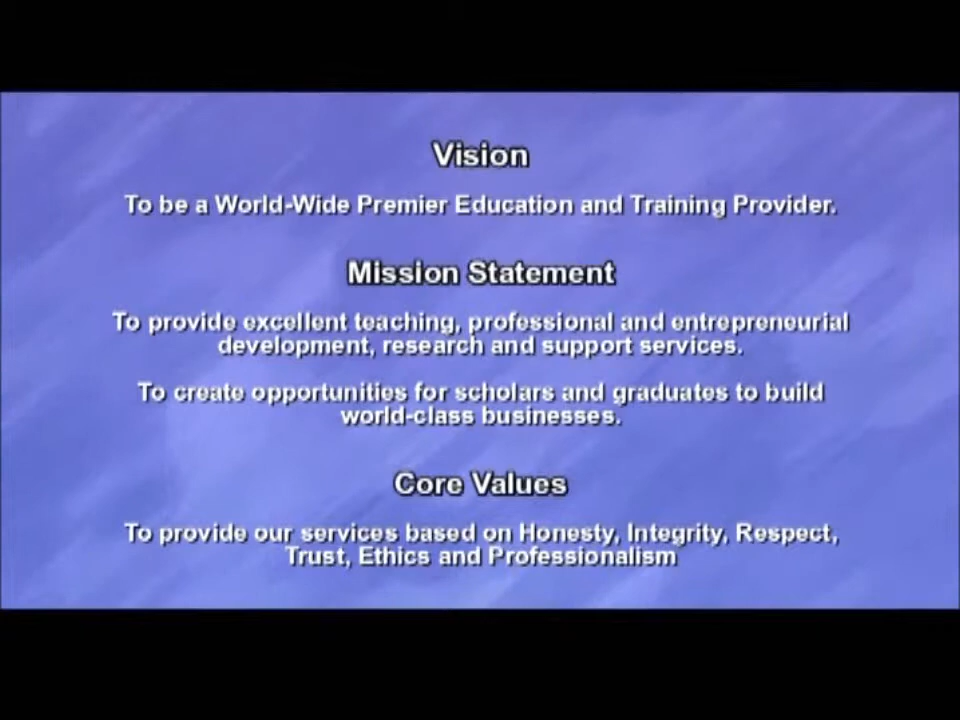 Vision
To be a World-Wide Premier Education and Training Provider.
Mission Statement
To provide excellent teaching, professional and entrepreneurial
development, research and support services.
To create opportunities for scholars and graduates to build
world-class businesses.
Core Values
To provide our services based on Honesty, Integrity, Respect,
Trust, Ethics and Professionalism